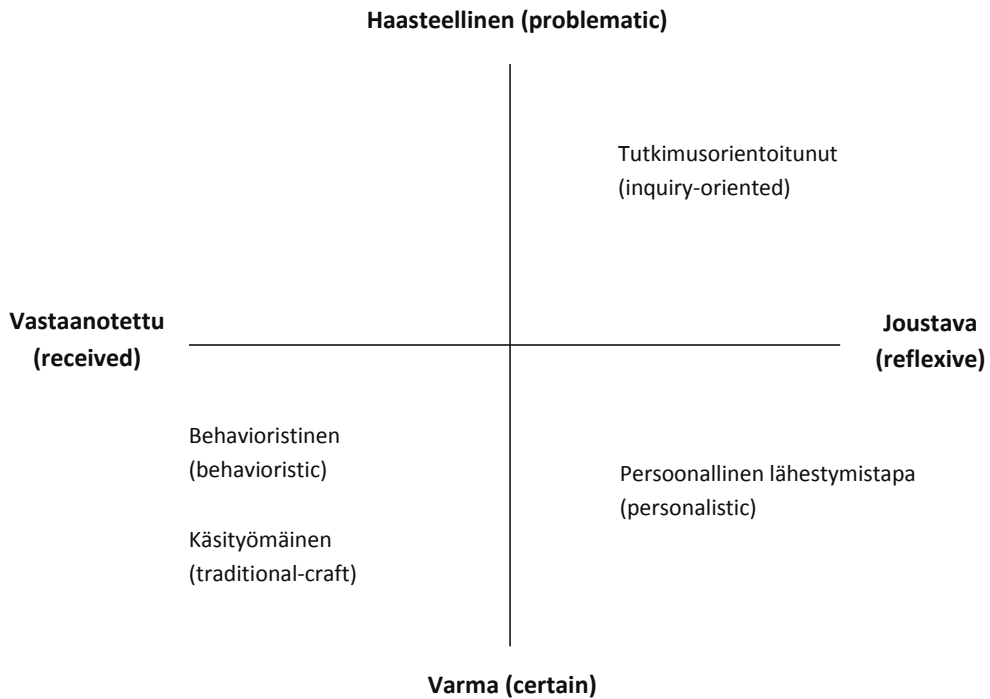 Haasteellinen (problematic)
Tutkimusorientoitunut
(inquiry-oriented)
Vastaanotettu
(received)
Joustava
(reflexive)
Behavioristinen
(behavioristic)
Persoonallinen lähestymistapa
(personalistic)
Käsityömäinen
(traditional-craft)
Varma (certain)